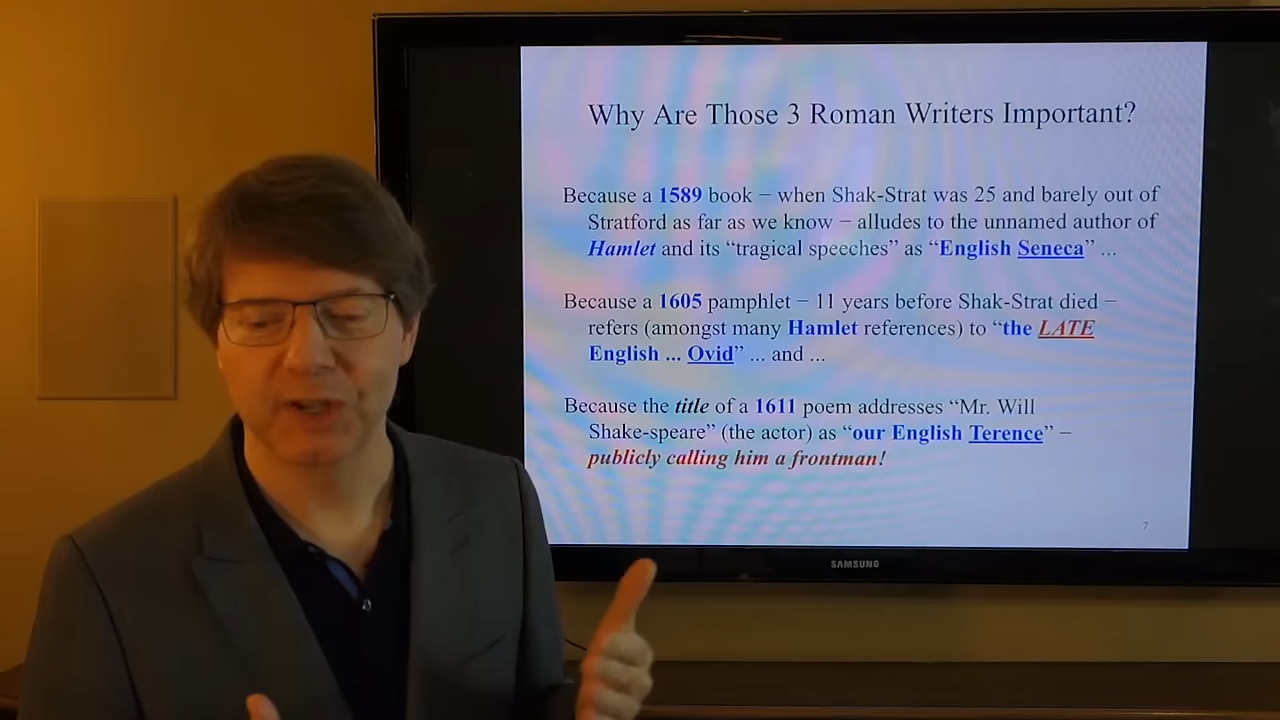 Why Are Those 3 Roman Writers Important?
Because a 1589 book – when Shak-Strat was 25 and barely out of
Stratford as far as we know – alludes to the unnamed author of
Hamlet and its “tragical speeches” as “English Seneca” ...
Because a 1605 pamphlet – 11 years before Shak-Strat died –
refers (amongst many Hamlet references) to “the LATE
English ... Ovid” ... and ...
Because the title of a 1611 poem addresses “Mr. Will
Shake-speare” (the actor) as “our English Terence” –
publicly calling him a frontman!
7
SAMSUNG